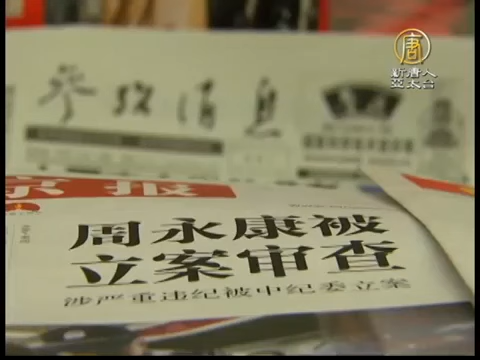 唐
新唐人
亞太台
参考消息
京报
周永康被
立案审查
涉严重违纪被中纪委立案